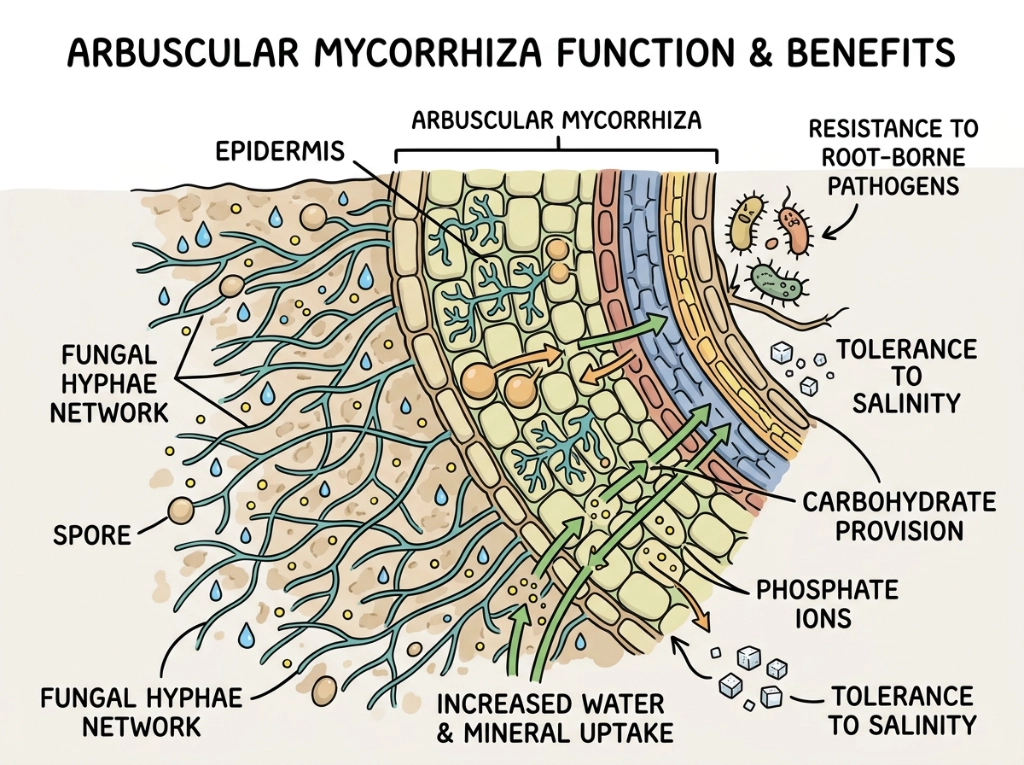 ARBUSCULAR MYCORRHIZA FUNCTION & BENEFITS
ARBUSCULAR MYCORRHIZA
EPIDERMIS
RESISTANCE TO
ROOT-BORNE
PATHOGENS
FUNGAL
HYPHAE
NETWORK
TOLERANCE
TO
SALINITY
SPORE
CARBOHYDRATE
PROVISION
PHOSPHATE
IONS
FUNGAL HYPHAE
NETWORK
INCREASED WATER
& MINERAL UPTAKE
TOLERANCE
TO SALINITY